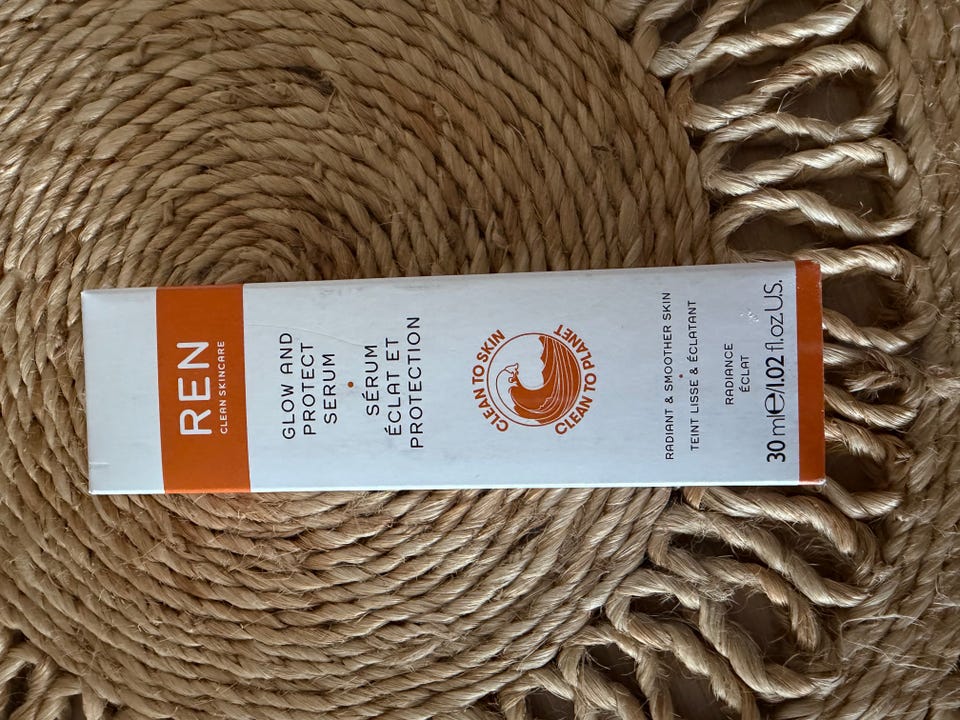 REN
CLEAN SKINCARE
GLOW AND
PROTECT
SERUM
•
SÉRUM
ÉCLAT ET
PROTECTION
CLEAN TO SKIN
CLEAN TO PLANET
RADIANT & SMOOTHER SKIN
•
TEINT LISSE & ÉCLATANT
RADIANCE
ÉCLAT
30 ml℮/1.02 fl.oz.U.S.